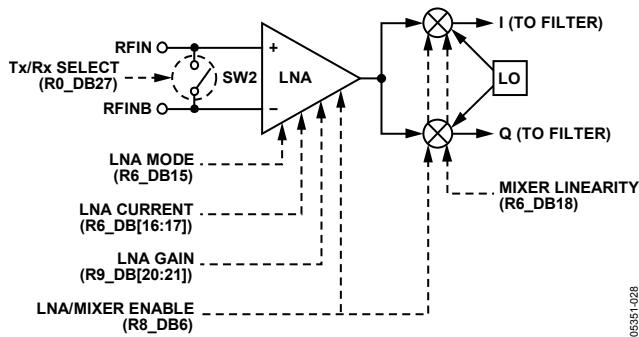 RFIN
+
I (TO FILTER)
Tx/Rx SELECT
(R0_DB27)
SW2
LNA
LO
RFINB
–
Q (TO FILTER)
LNA MODE
(R6_DB15)
MIXER LINEARITY
(R6_DB18)
LNA CURRENT
(R6_DB[16:17])
LNA GAIN
(R9_DB[20:21])
LNA/MIXER ENABLE
(R8_DB6)
05351-028